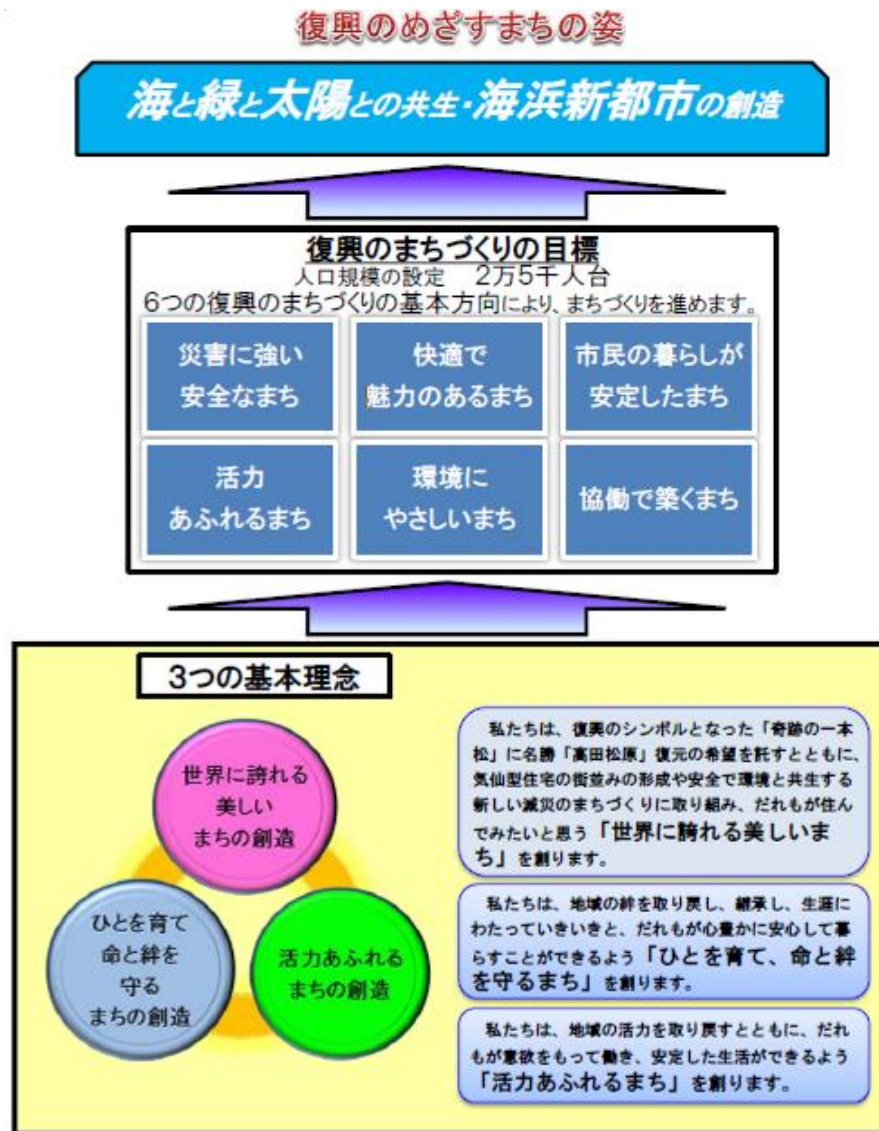 復興のめざすまちの姿
海と緑と太陽との共生・海浜新都市の創造
復興のまちづくりの目標
人口規模の設定　2万5千人台
6つの復興のまちづくりの基本方向により、まちづくりを進めます。
災害に強い
安全なまち
快適で
魅力のあるまち
市民の暮らしが
安定したまち
活力
あふれるまち
環境に
やさしいまち
協働で築くまち
3つの基本理念
世界に誇れる
美しい
まちの創造
ひとを育て
命と絆を
守る
まちの創造
活力あふれる
まちの創造
私たちは、復興のシンボルとなった「奇跡の一本
松」に名勝「高田松原」復元の希望を託すとともに、
気仙型住宅の街並みの形成や安全で環境と共生する
新しい減災のまちづくりに取り組み、だれもが住ん
でみたいと思う「世界に誇れる美しいま
ち」を創ります。
私たちは、地域の絆を取り戻し、継承し、生涯に
わたっていきいきと、だれもが心豊かに安心して暮
らすことができるよう「ひとを育て、命と絆
を守るまち」を創ります。
私たちは、地域の活力を取り戻すとともに、だれ
もが意欲をもって働き、安定した生活ができるよう
「活力あふれるまち」を創ります。